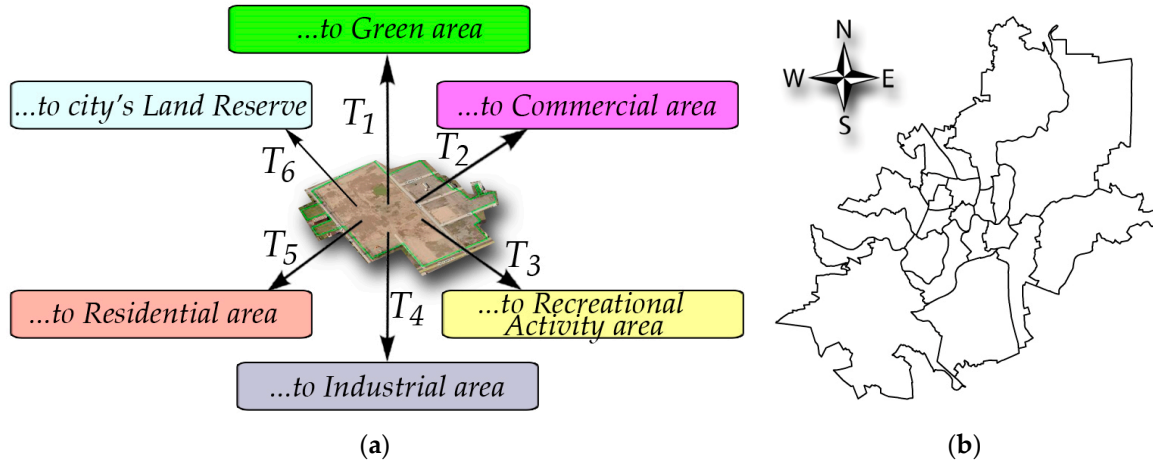 ...to Green area
...to city's Land Reserve
...to Commercial area
T1
T2
T6
T5
T3
T4
...to Residential area
...to Recreational
Activity area
...to Industrial area
(a)
N
W E
S
(b)